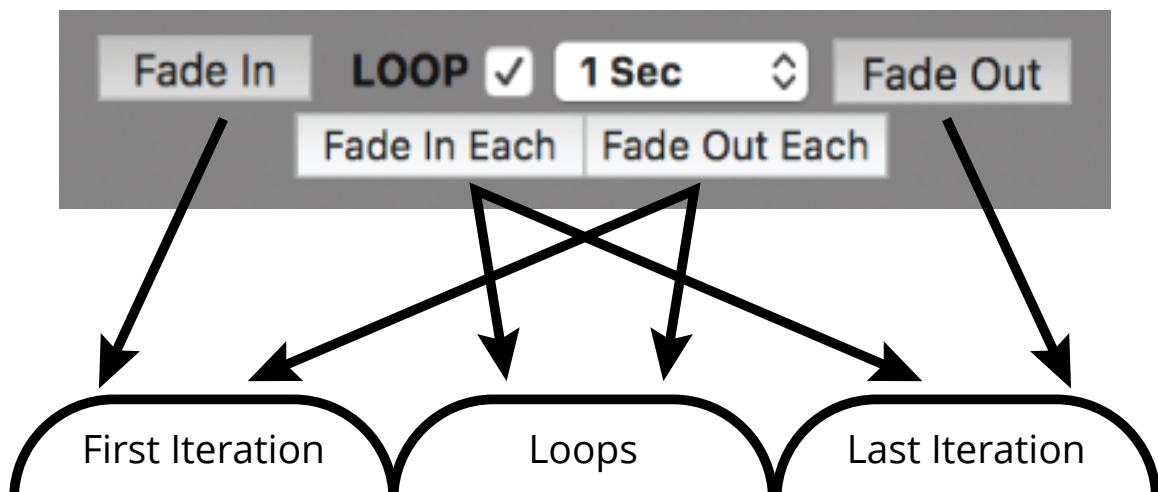 Fade In LOOP 1 Sec Fade Out
Fade In Each Fade Out Each
First Iteration Loops Last Iteration